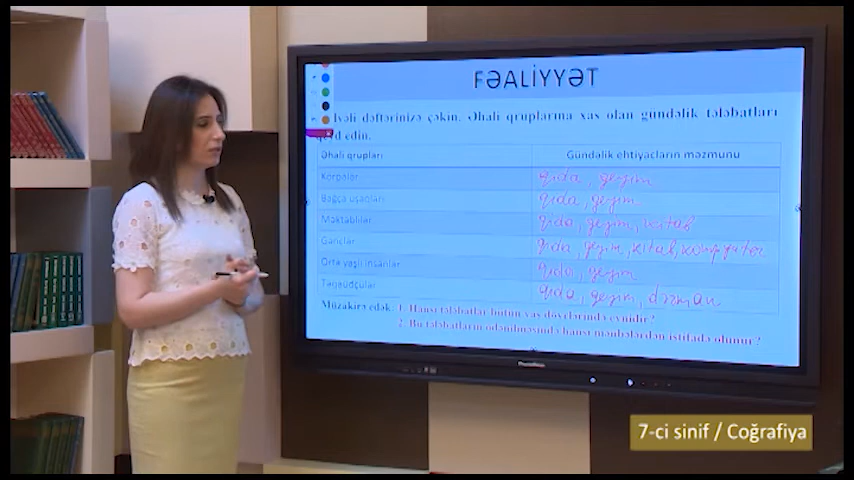 FƏALİYYƏT
dəftərinizə çəkin. Əhali qruplarına xas olan gündəlik tələbatları
qeyd edin.
Əhali qrupları Gündəlik ehtiyacların məzmunu
Körpələr qida, geyim
Bağça uşaqları qida, geyim
Məktəblilər qida, geyim, kitab
Gənclər qida, geyim, kitab, kompyuter
Orta yaşlı insanlar qida, geyim
Təqaüdçülər qida, geyim, dərman
Müzakirə edək: 1. Hansı tələbatlar bütün yaş dövrlərində eynidir?
2. Bu tələbatların ödənilməsində hansı mənbələrdən istifadə olunur?
7-ci sinif / Coğrafiya